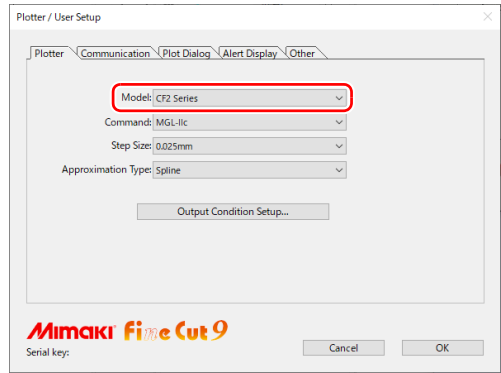 Plotter / User Setup
Plotter Communication Plot Dialog Alert Display Other
Model: CF2 Series
Command: MGL-IIc
Step Size: 0.025mm
Approximation Type: Spline
Output Condition Setup...
Mimaki Fine Cut 9
Serial key:
Cancel OK